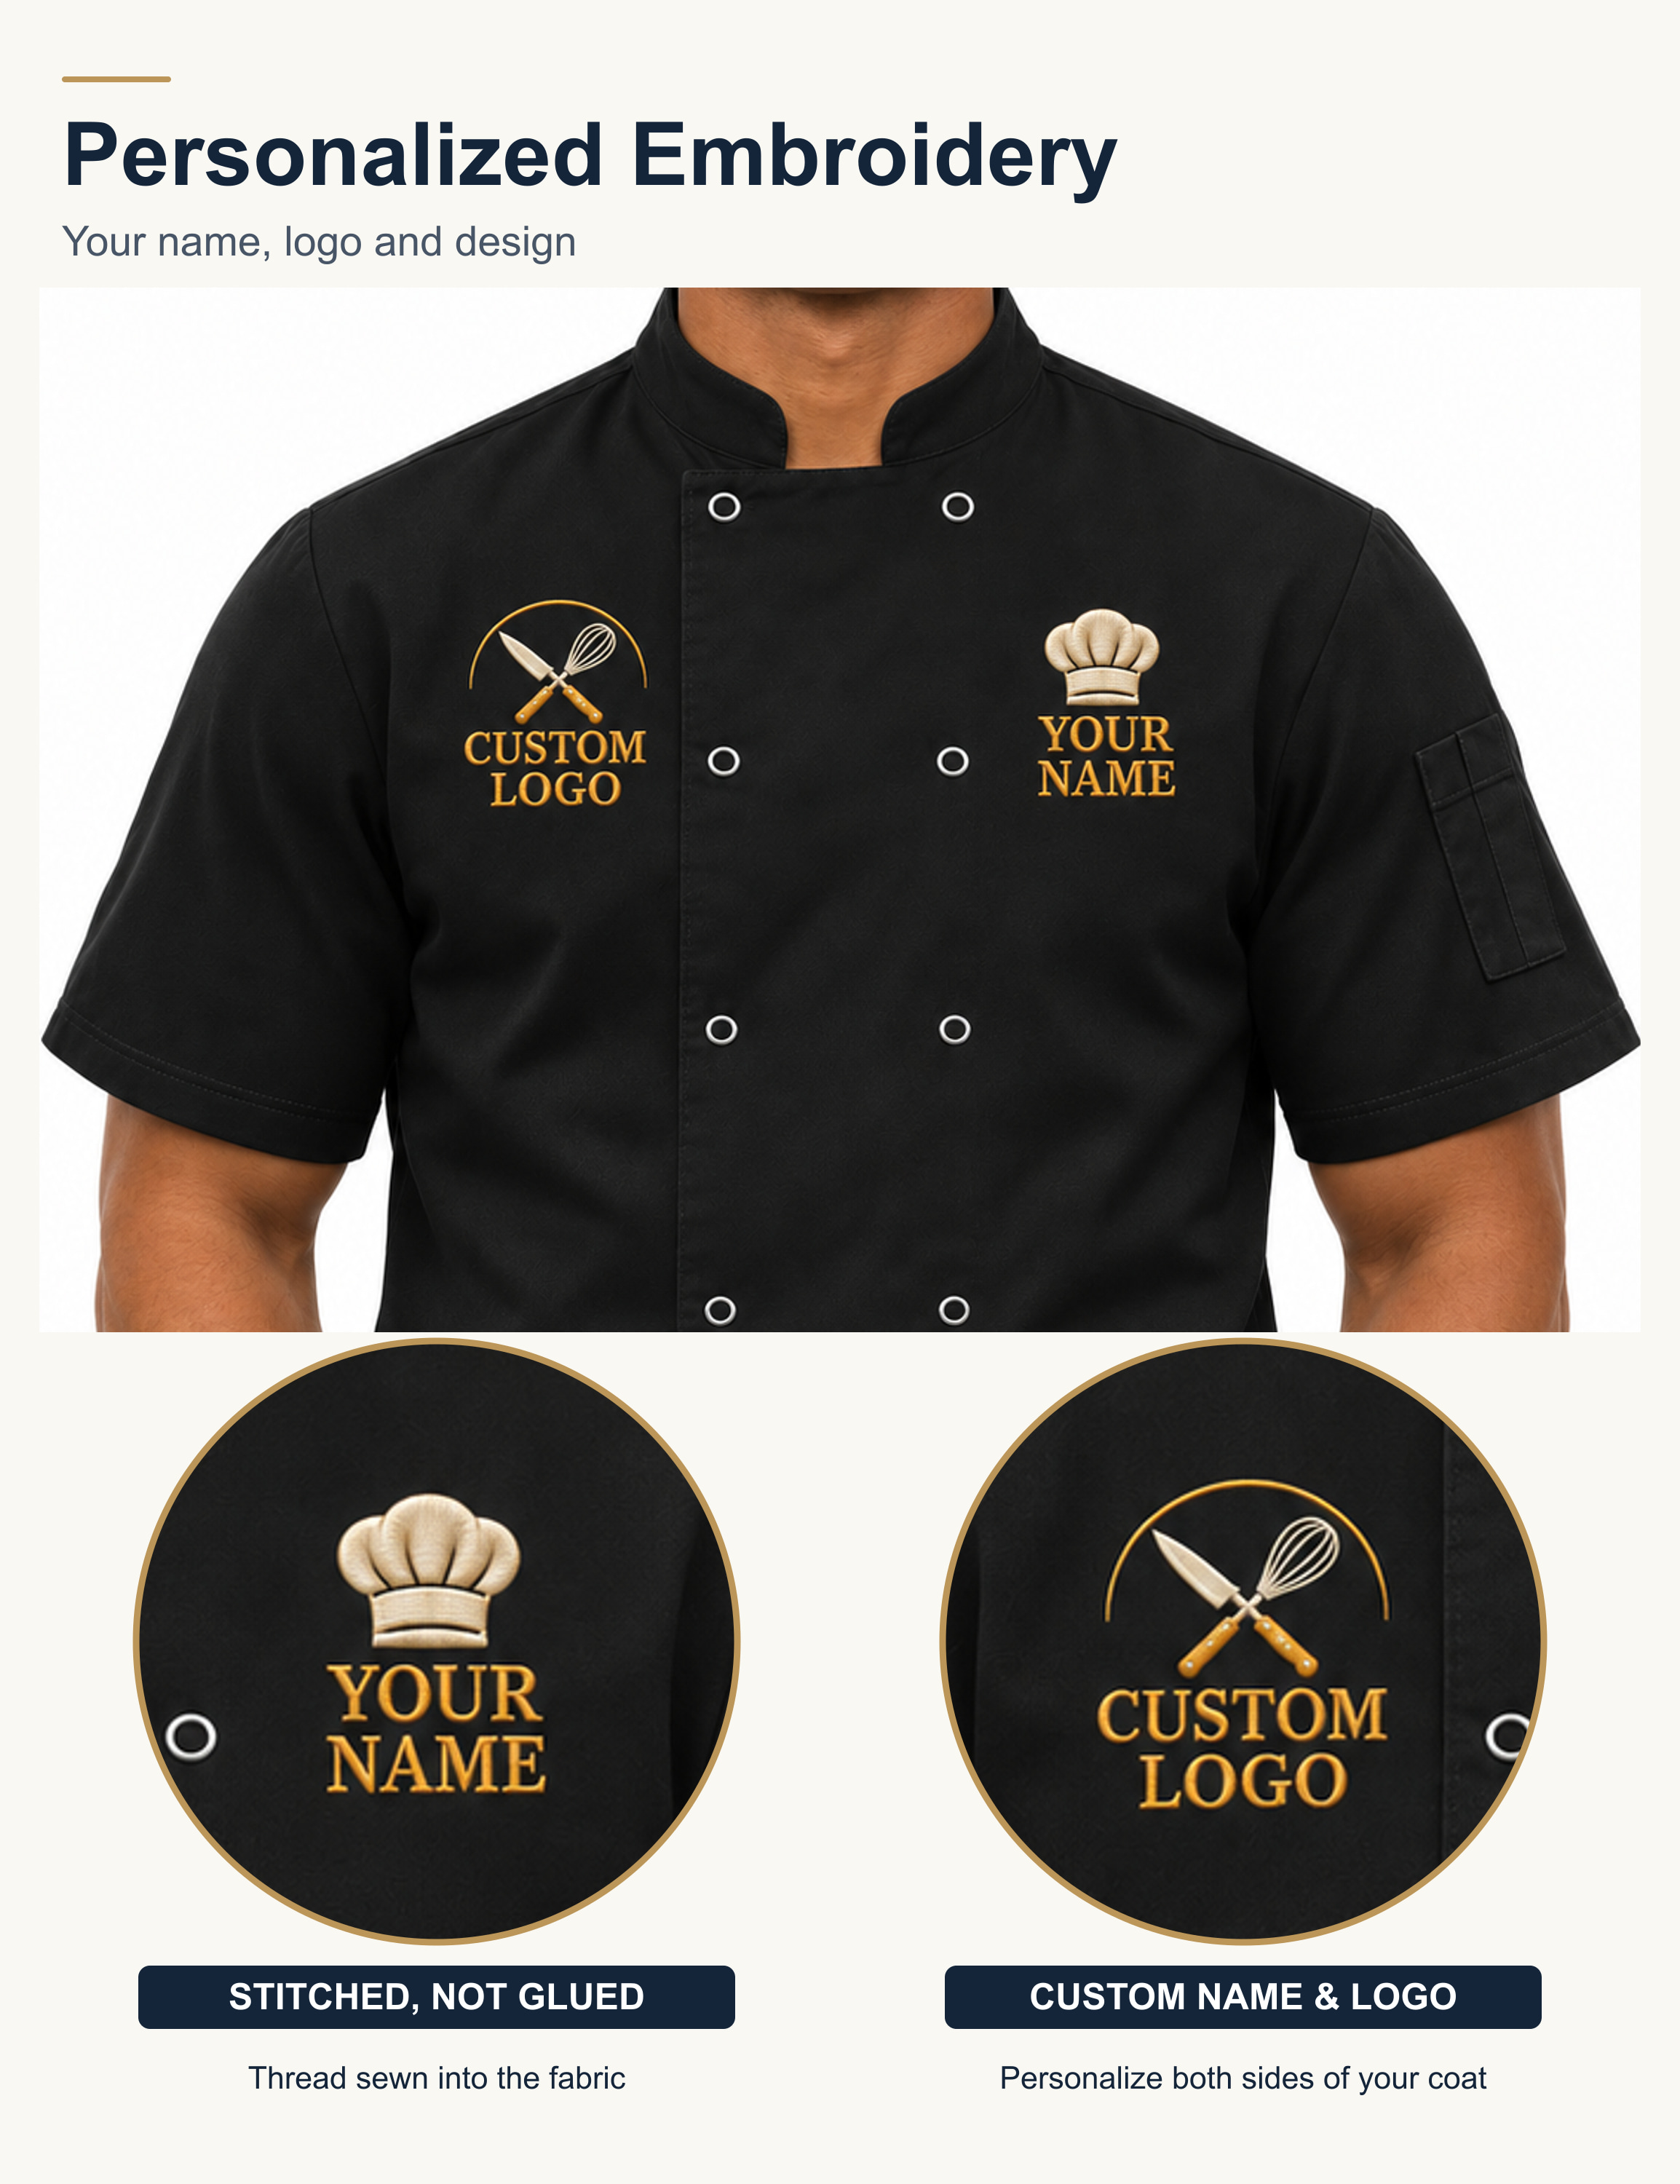 Personalized Embroidery
Your name, logo and design
CUSTOM
LOGO
YOUR
NAME
YOUR
NAME
CUSTOM
LOGO
STITCHED, NOT GLUED
CUSTOM NAME & LOGO
Thread sewn into the fabric
Personalize both sides of your coat